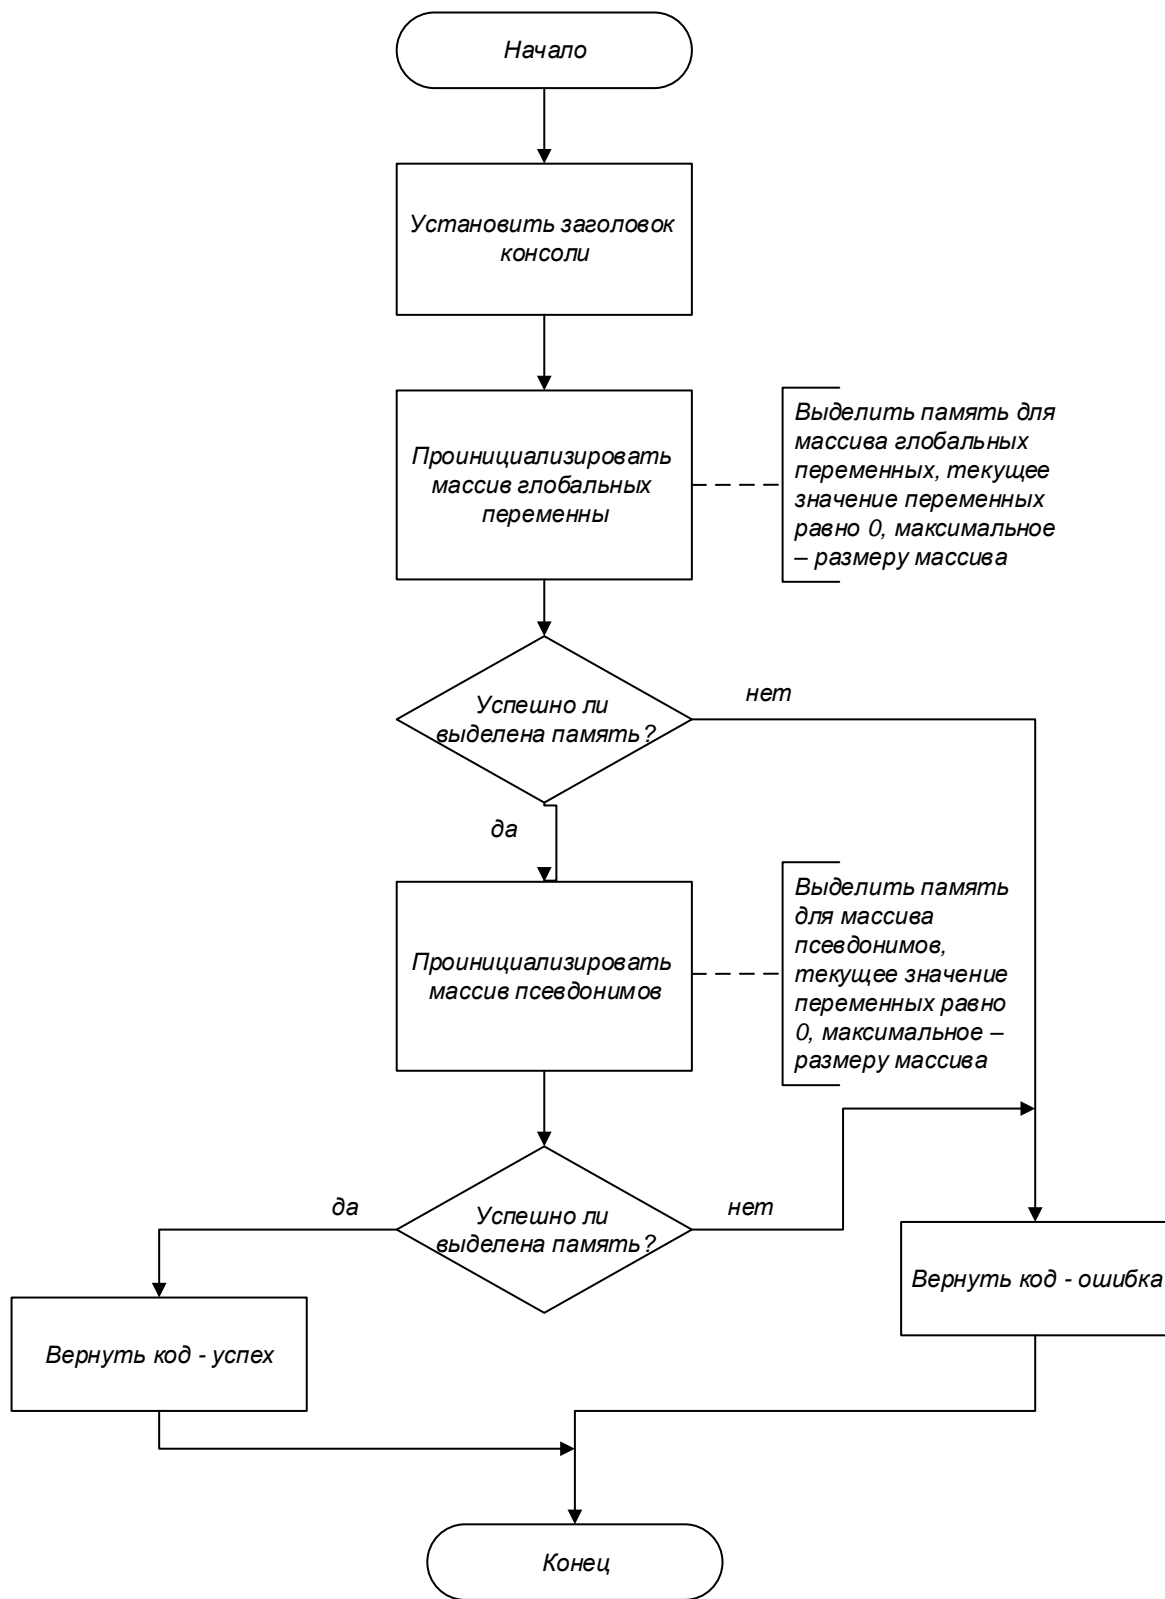 Начало
Установить заголовок
консоли
Проинициализировать
массив глобальных
переменны
Выделить память для
массива глобальных
переменных, текущее
значение переменных
равно 0, максимальное
– размеру массива
Успешно ли
выделена память?
нет
да
Проинициализировать
массив псевдонимов
Выделить память
для массива
псевдонимов,
текущее значение
переменных равно
0, максимальное –
размеру массива
да
Успешно ли
выделена память?
нет
Вернуть код - ошибка
Вернуть код - успех
Конец